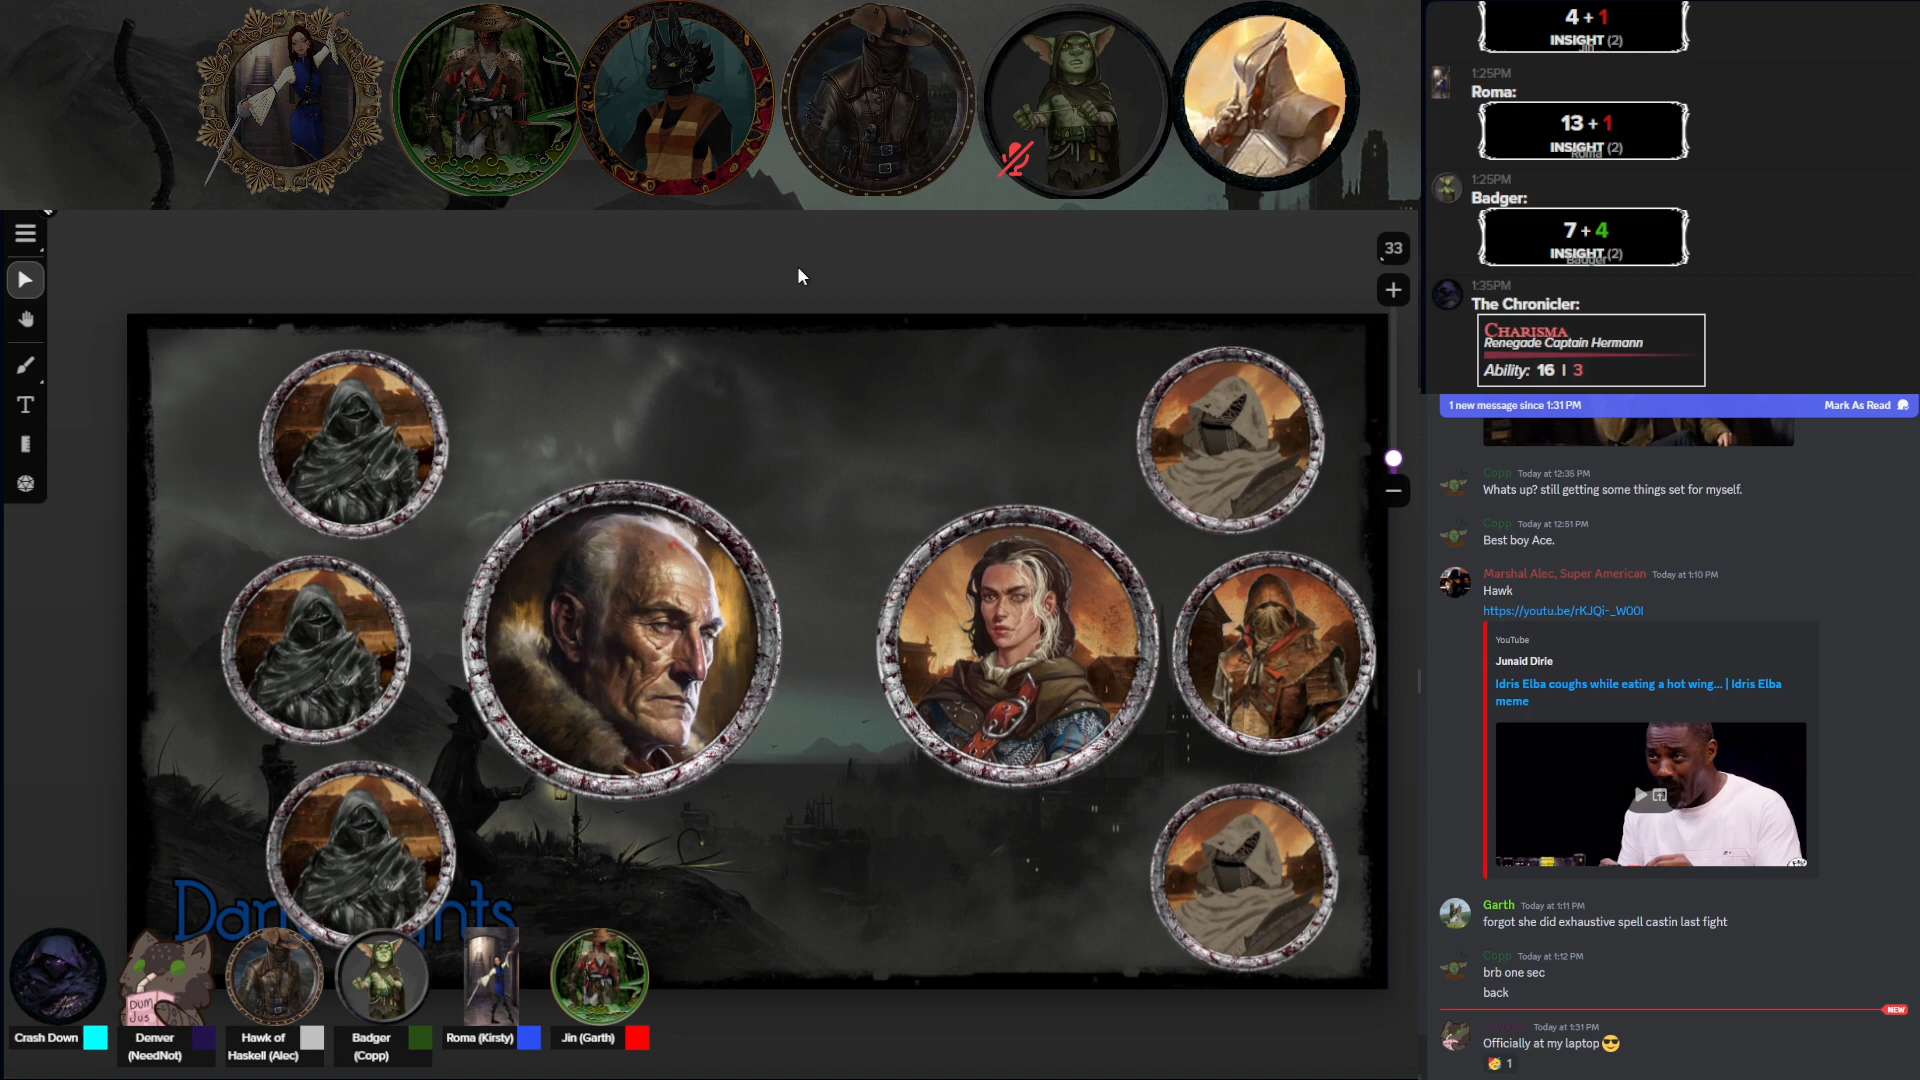 4 + 1
INSIGHT (2)
Jin
1:25PM
Roma:
13 + 1
INSIGHT (2)
Roma
1:25PM
Badger:
7 + 4
INSIGHT (2)
Badger
1:35PM
The Chronicler:
CHARISMA
Renegade Captain Hermann
Ability: 16 | 3
33
1 new message since 1:31 PM
Mark As Read
Copp Today at 12:35 PM
Whats up? still getting some things set for myself.
Copp Today at 12:51 PM
Best boy Ace.
Marshal Alec, Super American Today at 1:10 PM
Hawk
https://youtu.be/rKJQi-_W00I
YouTube
Junaid Dirie
Idris Elba coughs while eating a hot wing... | Idris Elba
meme
Garth Today at 1:11 PM
forgot she did exhaustive spell castin last fight
Copp Today at 1:12 PM
brb one sec
back
NEW
Today at 1:31 PM
Officially at my laptop 😎
🥳 1
DUM
JUS
Crash Down
Denver
(NeedNot)
Hawk of
Haskell (Alec)
Badger
(Copp)
Roma (Kirsty)
Jin (Garth)